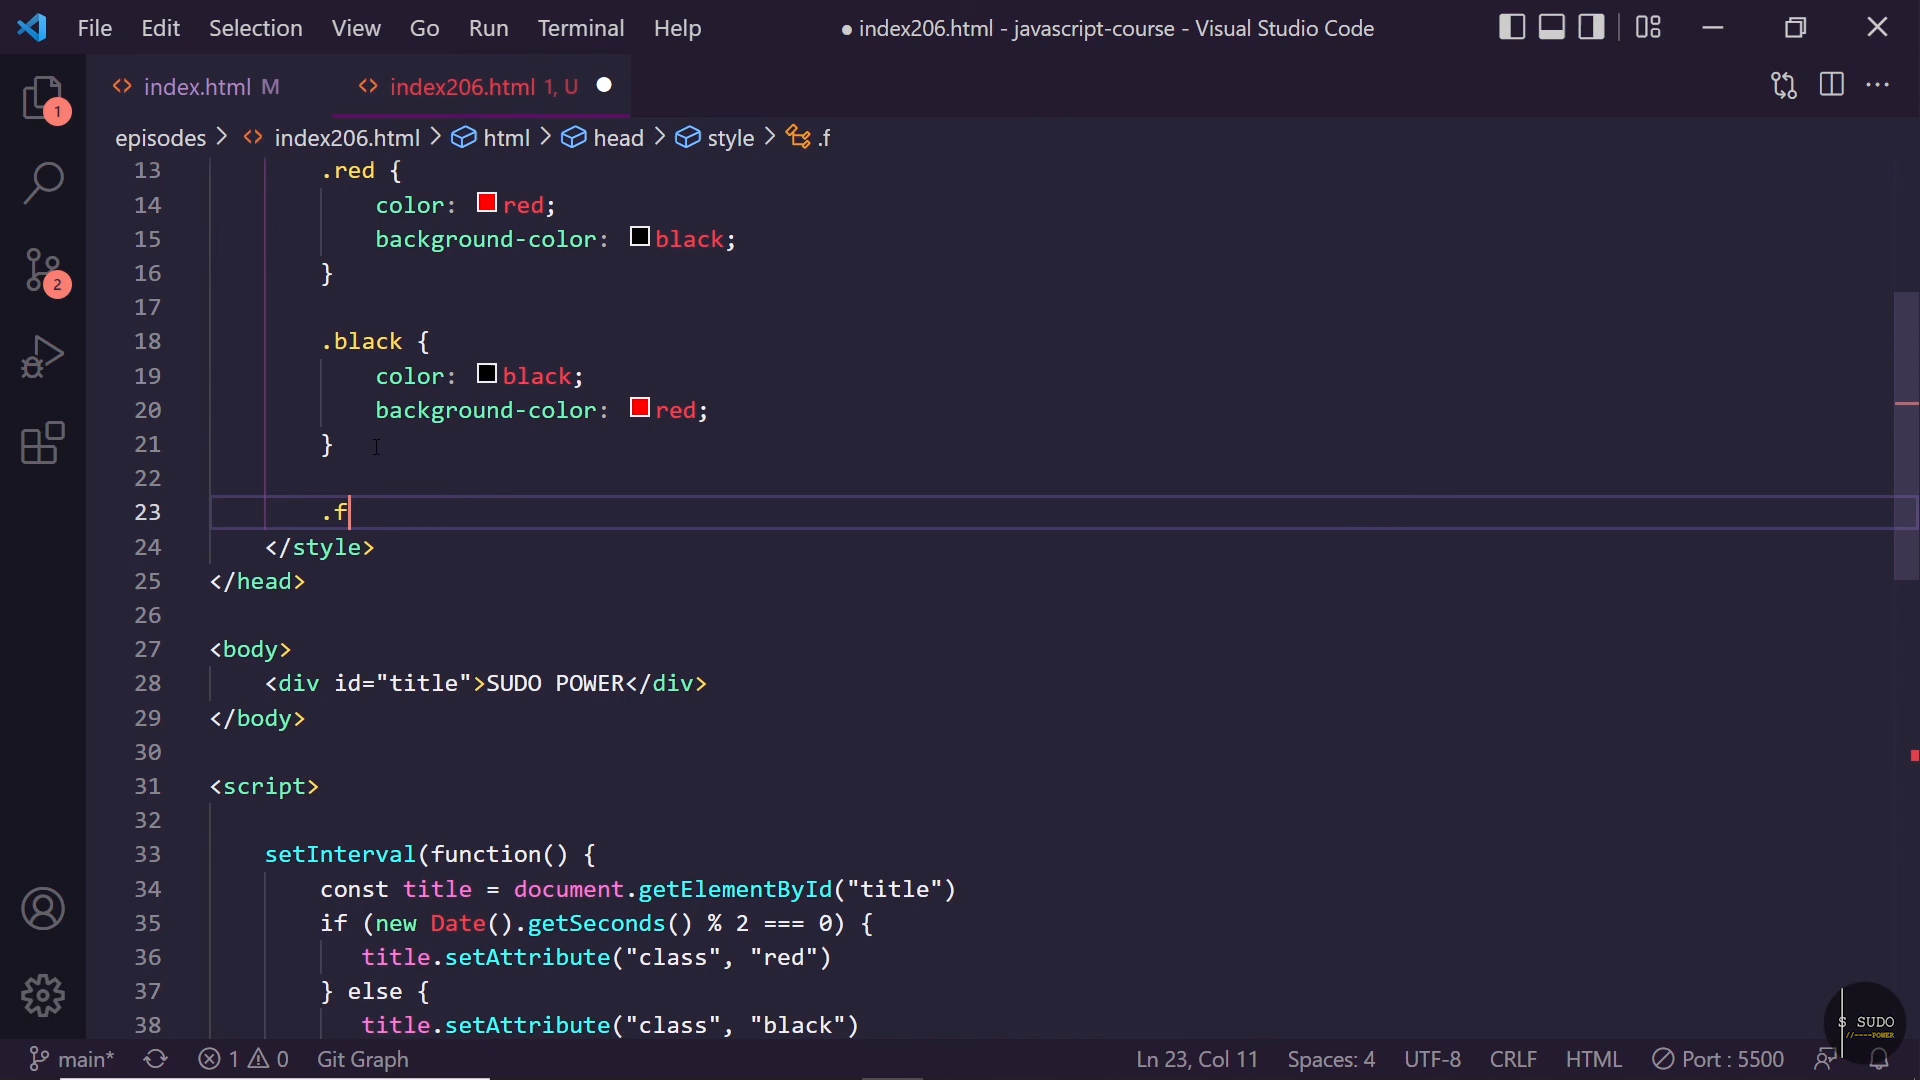 File Edit Selection View Go Run Terminal Help ● index206.html - javascript-course - Visual Studio Code
<> index.html M <> index206.html 1, U ●
episodes > <> index206.html > html > head > style > .f
1
2
13 .red {
14 color: red;
15 background-color: black;
16 }
17
18 .black {
19 color: black;
20 background-color: red;
21 }
22
23 .f
24 </style>
25 </head>
26
27 <body>
28 <div id="title">SUDO POWER</div>
29 </body>
30
31 <script>
32
33 setInterval(function() {
34 const title = document.getElementById("title")
35 if (new Date().getSeconds() % 2 === 0) {
36 title.setAttribute("class", "red")
37 } else {
38 title.setAttribute("class", "black")
$ SUDO
//----POWER
main* 1 0 Git Graph Ln 23, Col 11 Spaces: 4 UTF-8 CRLF HTML Port : 5500